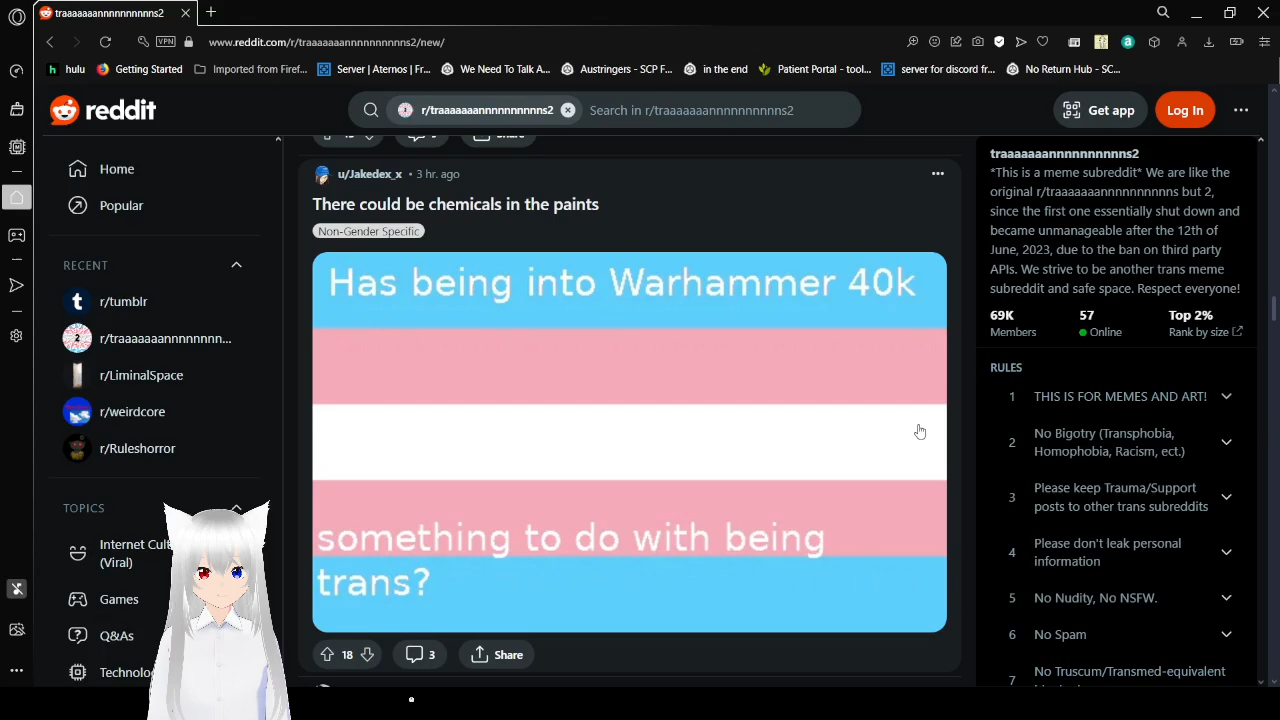 traaaaaaannnnnnnnnns2
VPN
www.reddit.com/r/traaaaaaannnnnnnnnns2/new/
hulu
Getting Started
Imported from Firef...
Server | Aternos | Fr...
We Need To Talk A...
Austringers - SCP F...
in the end
Patient Portal - tool...
server for discord fr...
No Return Hub - SC...
reddit
r/traaaaaaannnnnnnnnns2
Search in r/traaaaaaannnnnnnnnns2
Get app
Log In
Home
Popular
RECENT
r/tumblr
r/traaaaaaannnnnnn...
r/LiminalSpace
r/weirdcore
r/Ruleshorror
TOPICS
Internet Cul
(Viral)
Games
Q&As
Technolo
Share
u/Jakedex_x • 3 hr. ago
There could be chemicals in the paints
Non-Gender Specific
Has being into Warhammer 40k
something to do with being
trans?
18
3
Share
traaaaaaannnnnnnnnns2
*This is a meme subreddit* We are like the
original r/traaaaaaannnnnnnnnns but 2,
since the first one essentially shut down and
became unmanageable after the 12th of
June, 2023, due to the ban on third party
APIs. We strive to be another trans meme
subreddit and safe space. Respect everyone!
69K
Members
57
Online
Top 2%
Rank by size
RULES
1 THIS IS FOR MEMES AND ART!
2 No Bigotry (Transphobia,
Homophobia, Racism, ect.)
3 Please keep Trauma/Support
posts to other trans subreddits
4 Please don't leak personal
information
5 No Nudity, No NSFW.
6 No Spam
7 No Truscum/Transmed-equivalent